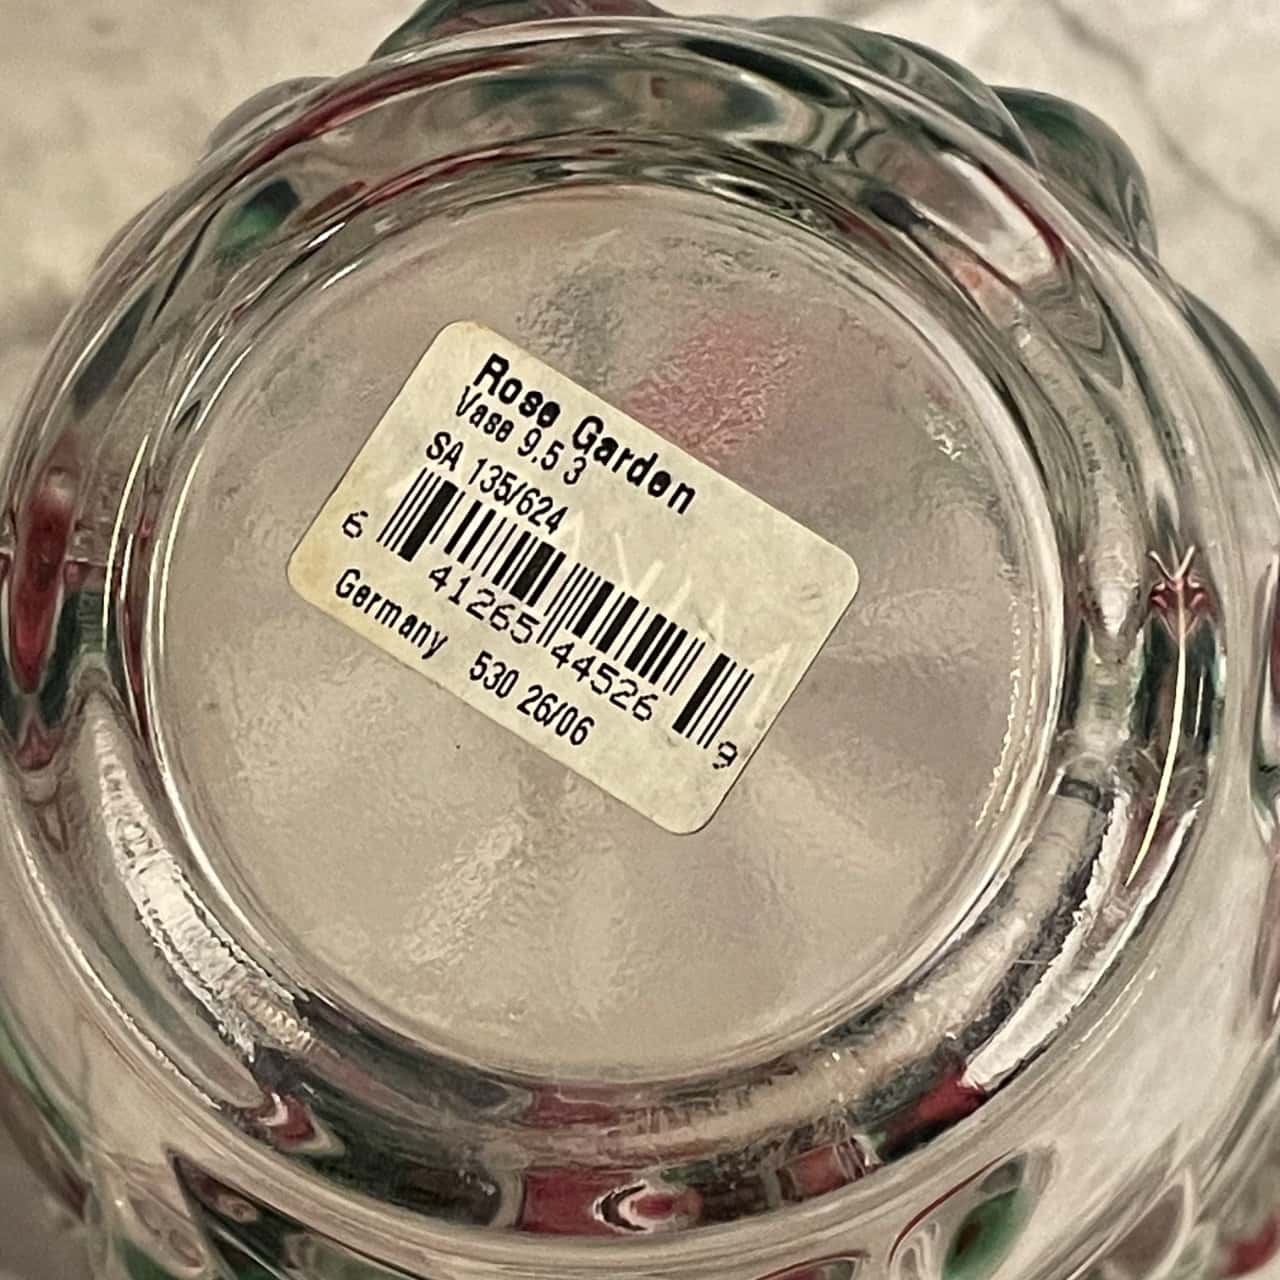 Rose Garden
Vase 9.5 3
SA 135/624
6 41265 44526 9
Germany 530 26/06